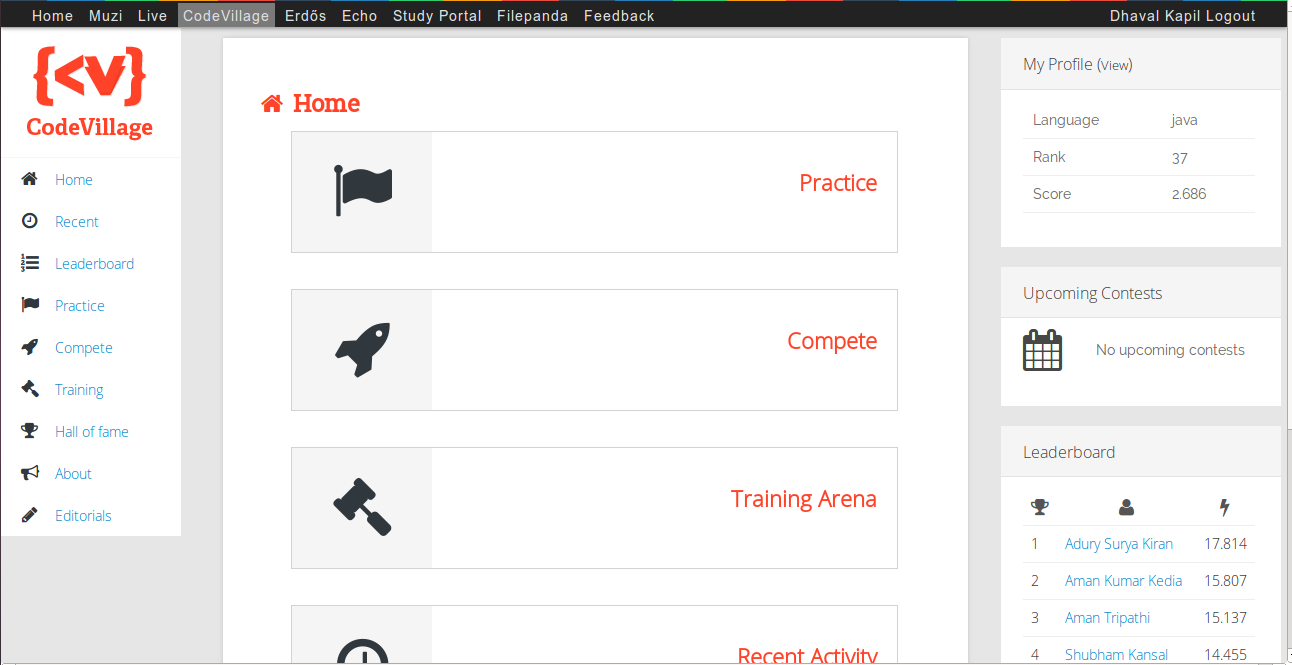 Home Muzi Live CodeVillage Erdős Echo Study Portal Filepanda Feedback Dhaval Kapil Logout
{<V}
CodeVillage
Home
Recent
Leaderboard
Practice
Compete
Training
Hall of fame
About
Editorials
Home
Practice
Compete
Training Arena
Recent Activity
My Profile (View)
Language java
Rank 37
Score 2.686
Upcoming Contests
No upcoming contests
Leaderboard
1 Adury Surya Kiran 17.814
2 Aman Kumar Kedia 15.807
3 Aman Tripathi 15.137
4 Shubham Kansal 14.455